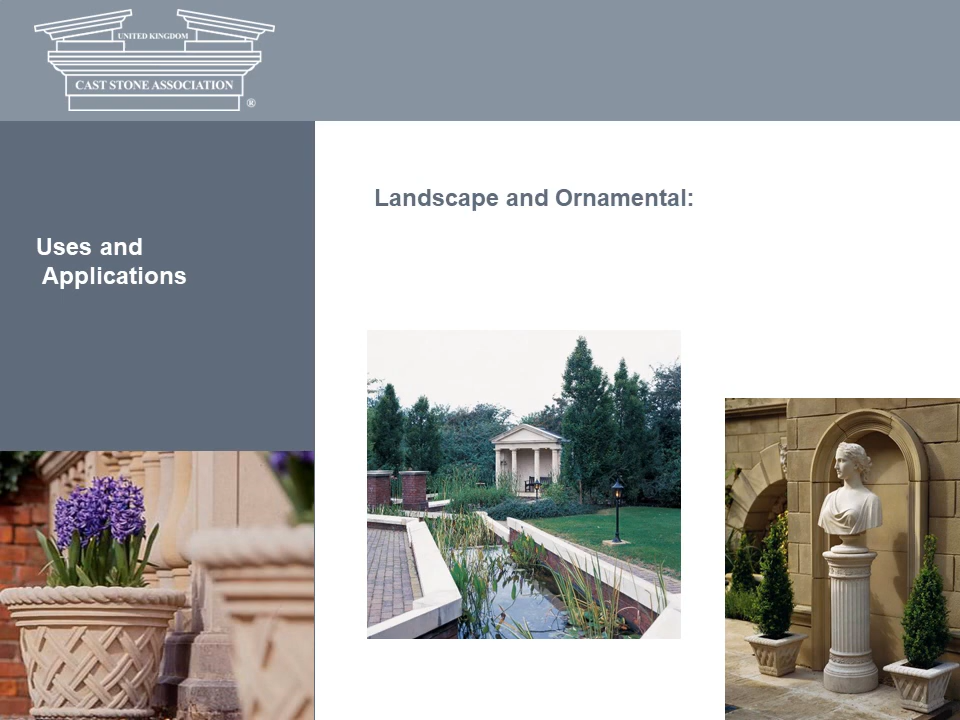 UNITED KINGDOM
CAST STONE ASSOCIATION
®
Landscape and Ornamental:
Uses and
Applications